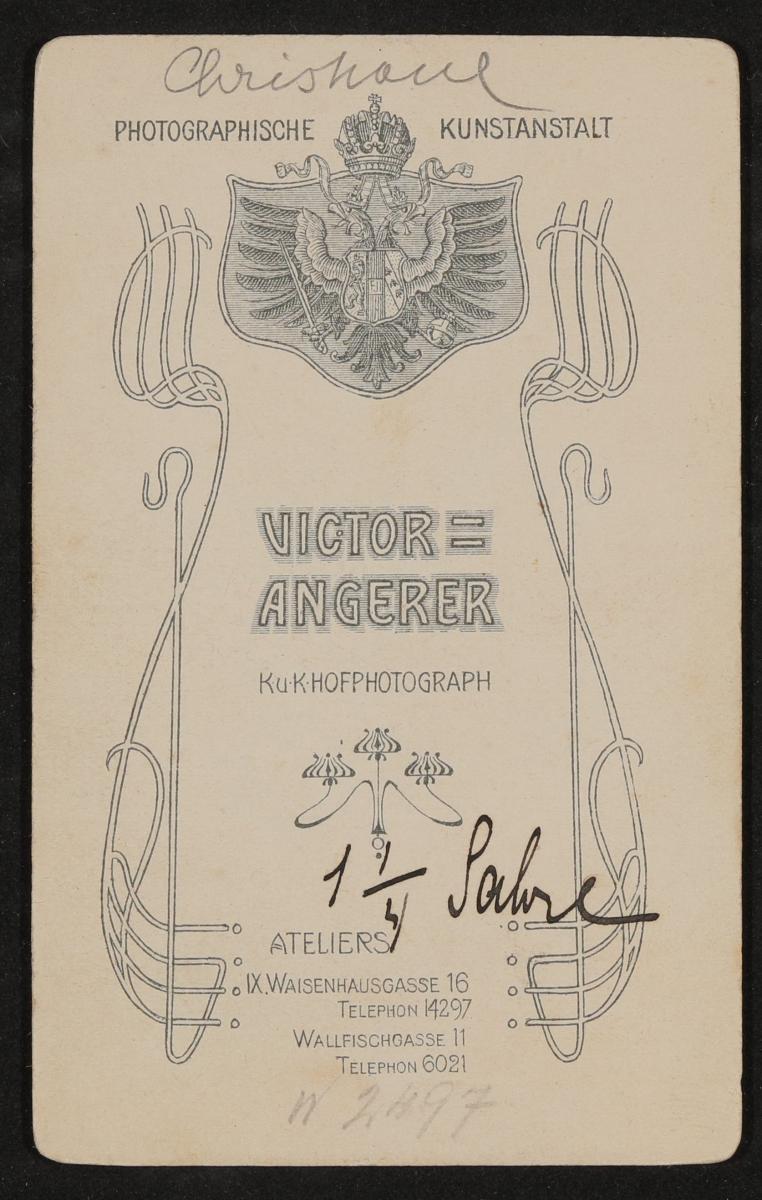 Christiane
PHOTOGRAPHISCHE KUNSTANSTALT
VICTOR =
ANGERER
K·u·K·HOFPHOTOGRAPH
1 1/4 Jahre
ATELIERS
IX. WAISENHAUSGASSE 16
TELEPHON 14297
WALLFISCHGASSE 11
TELEPHON 6021
N 2497